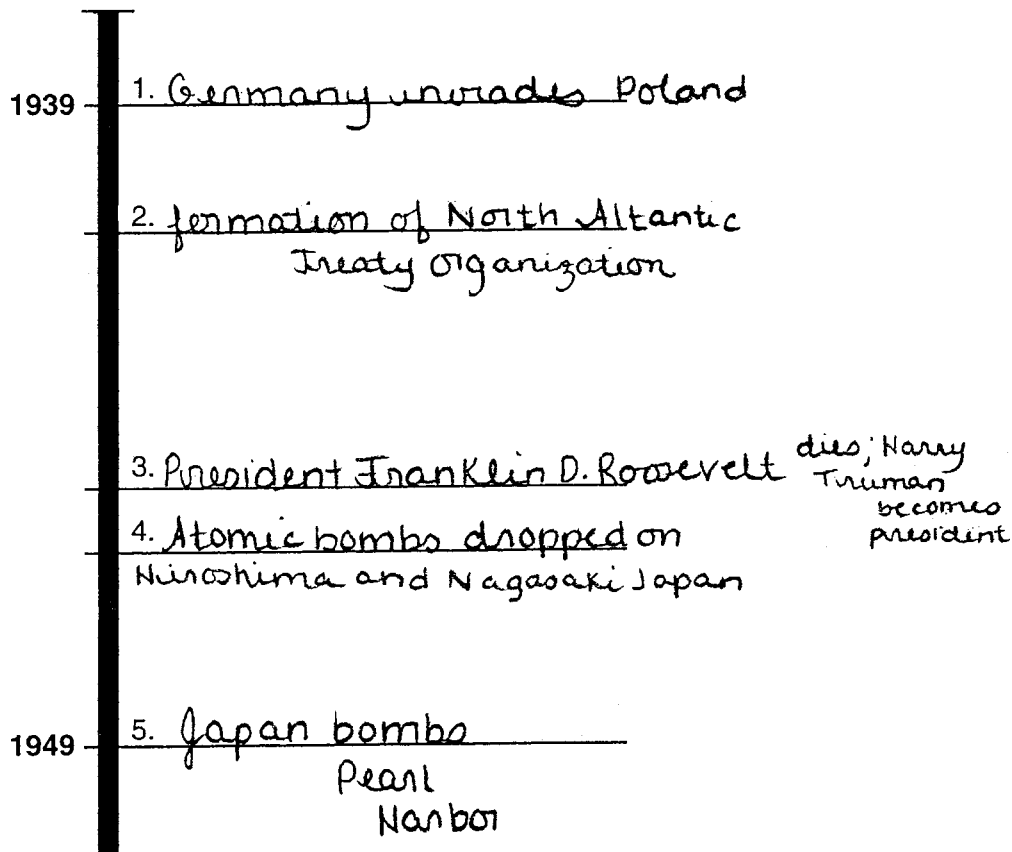 1939
1. Germany invades Poland
2. formation of North Altantic
Treaty Organization
3. President Franklin D. Roosevelt dies; Harry
Truman
becomes
president
4. Atomic bombs dropped on
Hiroshima and Nagasaki Japan
1949
5. Japan bombs
Pearl
Harbor